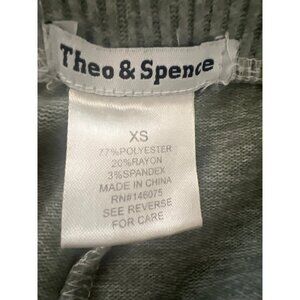 Theo & Spence
XS
77%POLYESTER
20%RAYON
3%SPANDEX
MADE IN CHINA
RN#146075
SEE REVERSE
FOR CARE